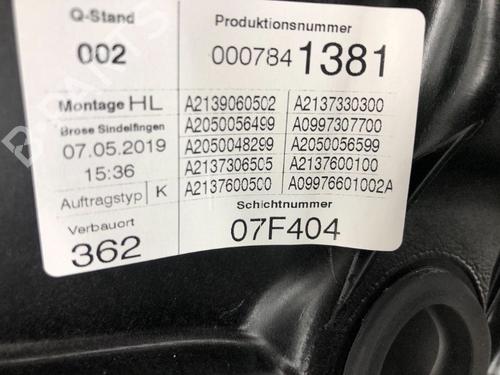 Q-Stand Produktionsnummer
002 0007841381
Montage HL A2139060502 A2137330300
Brose Sindelfingen A2050056499 A0997307700
07.05.2019 A2050048299 A2050056599
15:36 A2137306505 A2137600100
Auftragstyp K A2137600500 A09976601002A
Verbauort Schichtnummer
362 07F404